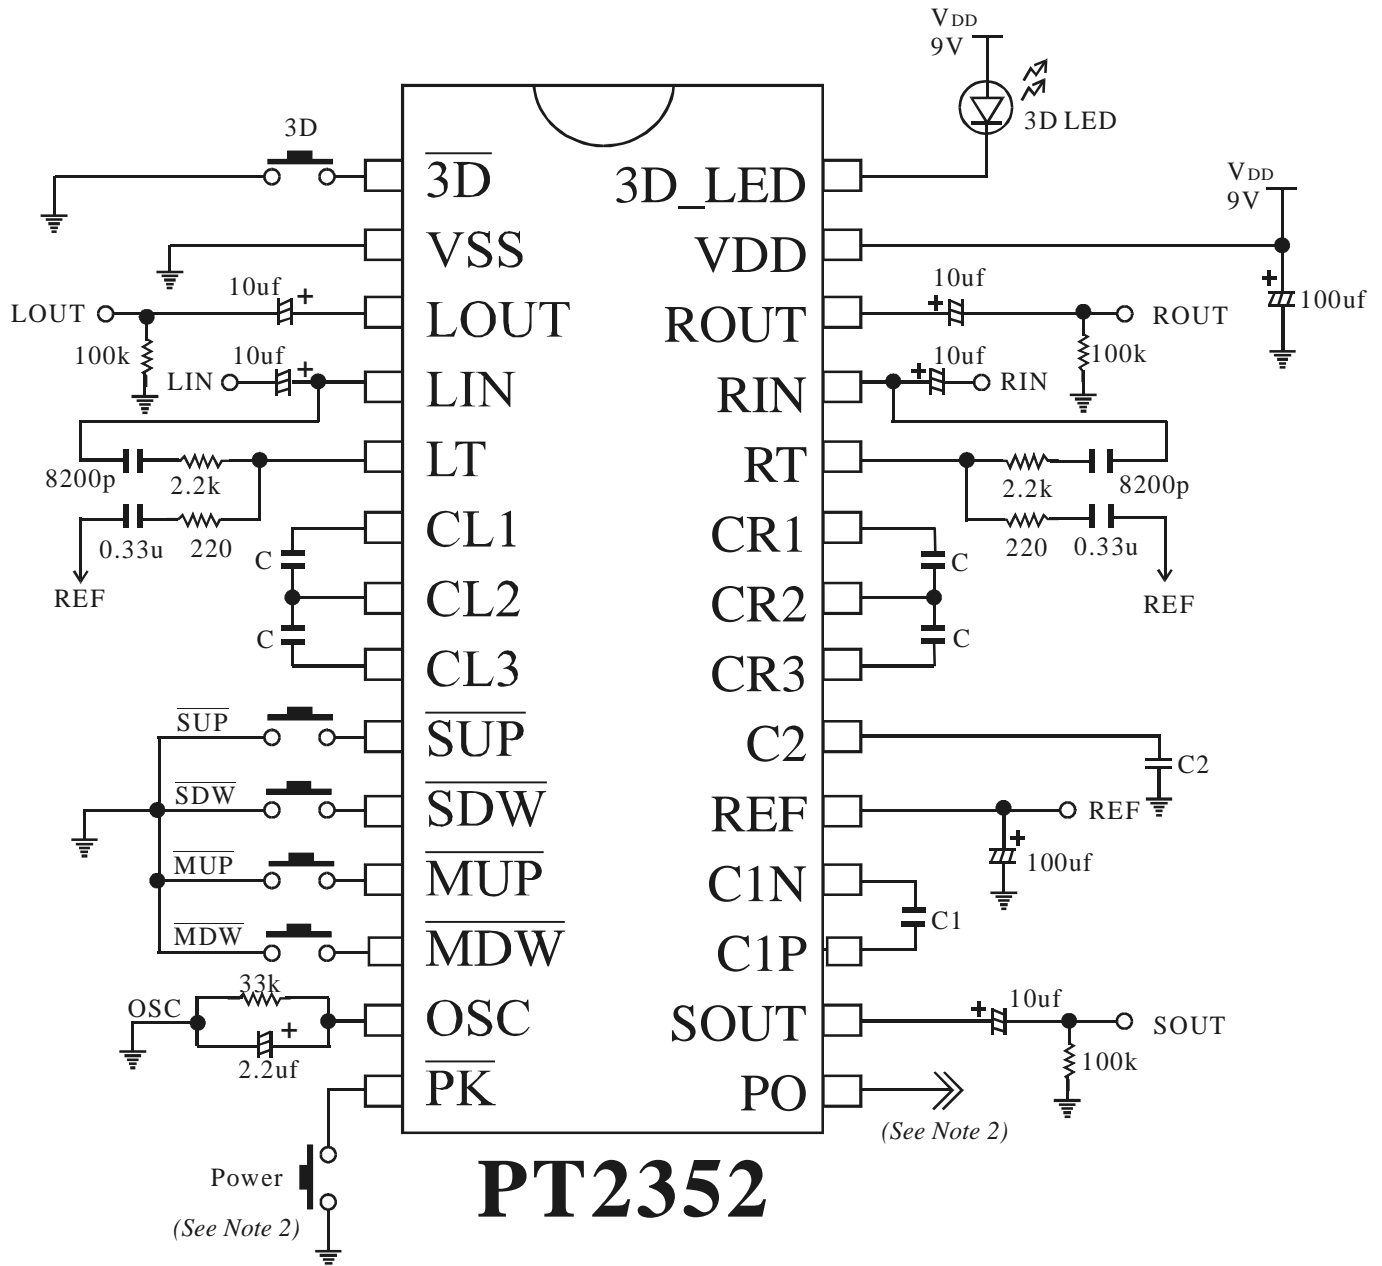 VDD
9V
3D LED
3D
3D
3D_LED
VDD
9V
VSS
VDD
10uf
10uf
100uf
LOUT
LOUT
ROUT
ROUT
100k
10uf
10uf
100k
LIN
LIN
RIN
RIN
LT
RT
8200p
2.2k
2.2k
8200p
0.33u
220
CL1
CR1
220
0.33u
REF
C
C
REF
CL2
CR2
C
C
CL3
CR3
SUP
SUP
C2
C2
SDW
SDW
REF
REF
MUP
MUP
C1N
100uf
C1
MDW
MDW
C1P
33k
OSC
OSC
SOUT
10uf
SOUT
2.2uf
100k
PK
PO
(See Note 2)
Power
PT2352
(See Note 2)